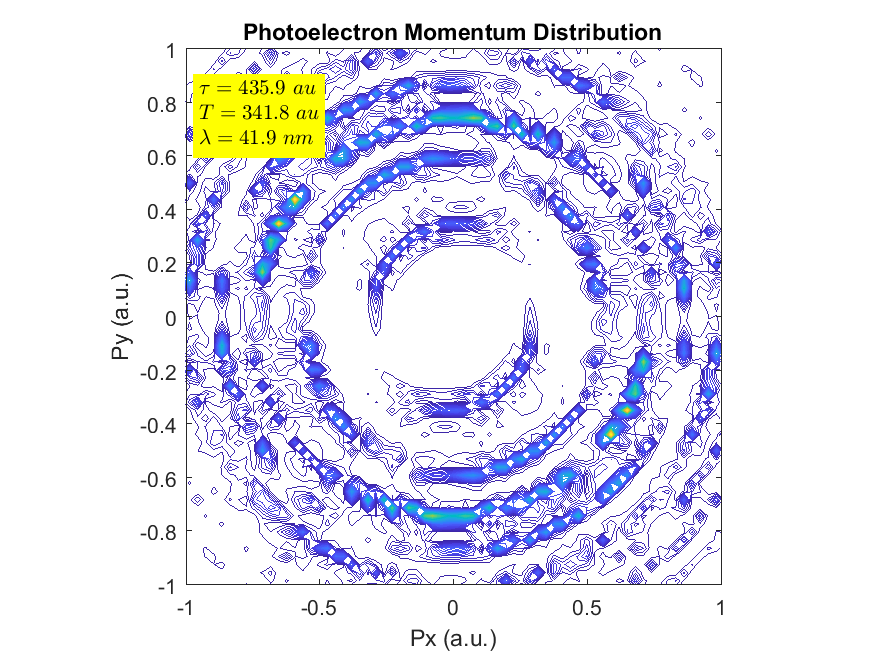 Photoelectron Momentum Distribution
τ = 435.9 au
T = 341.8 au
λ = 41.9 nm
1
0.8
0.6
0.4
0.2
0
-0.2
-0.4
-0.6
-0.8
-1
Py (a.u.)
-1 -0.5 0 0.5 1
Px (a.u.)